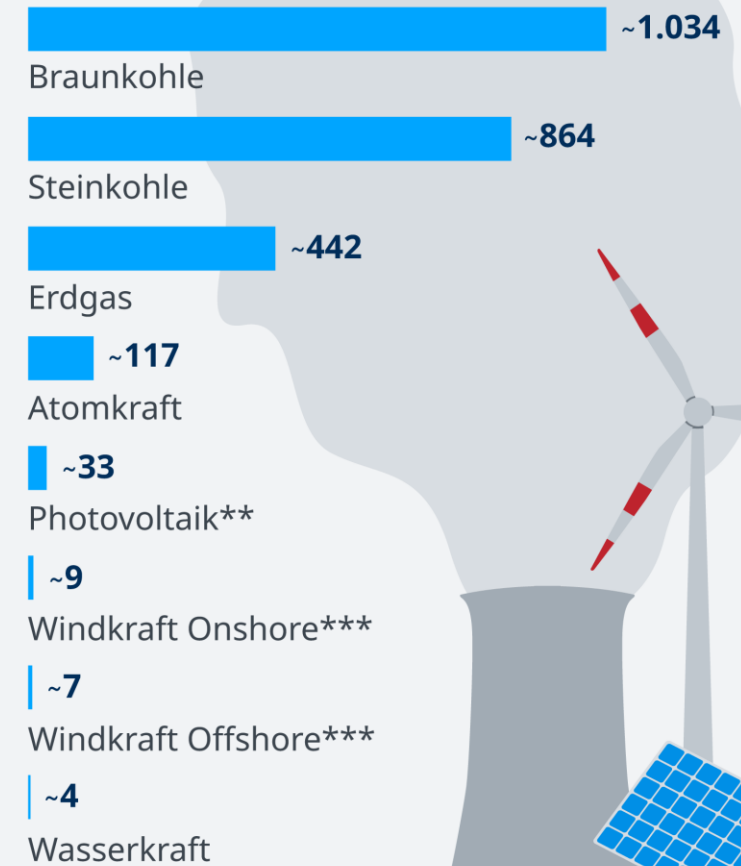 ~1.034
Braunkohle
~864
Steinkohle
~442
Erdgas
~117
Atomkraft
~33
Photovoltaik**
~9
Windkraft Onshore***
~7
Windkraft Offshore***
~4
Wasserkraft